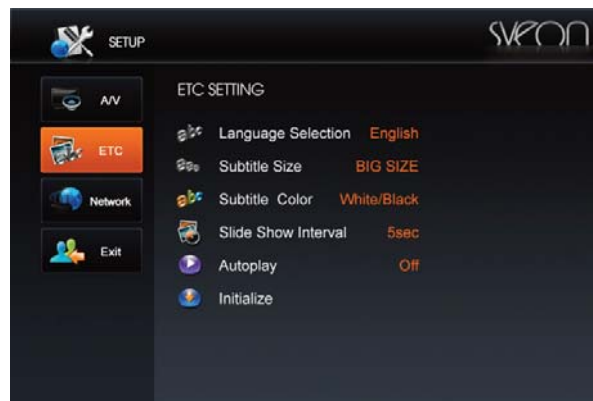 SETUP
sveon
A/V
ETC
Network
Exit
ETC SETTING
Language Selection English
Subtitle Size BIG SIZE
Subtitle Color White/Black
Slide Show Interval 5sec
Autoplay Off
Initialize